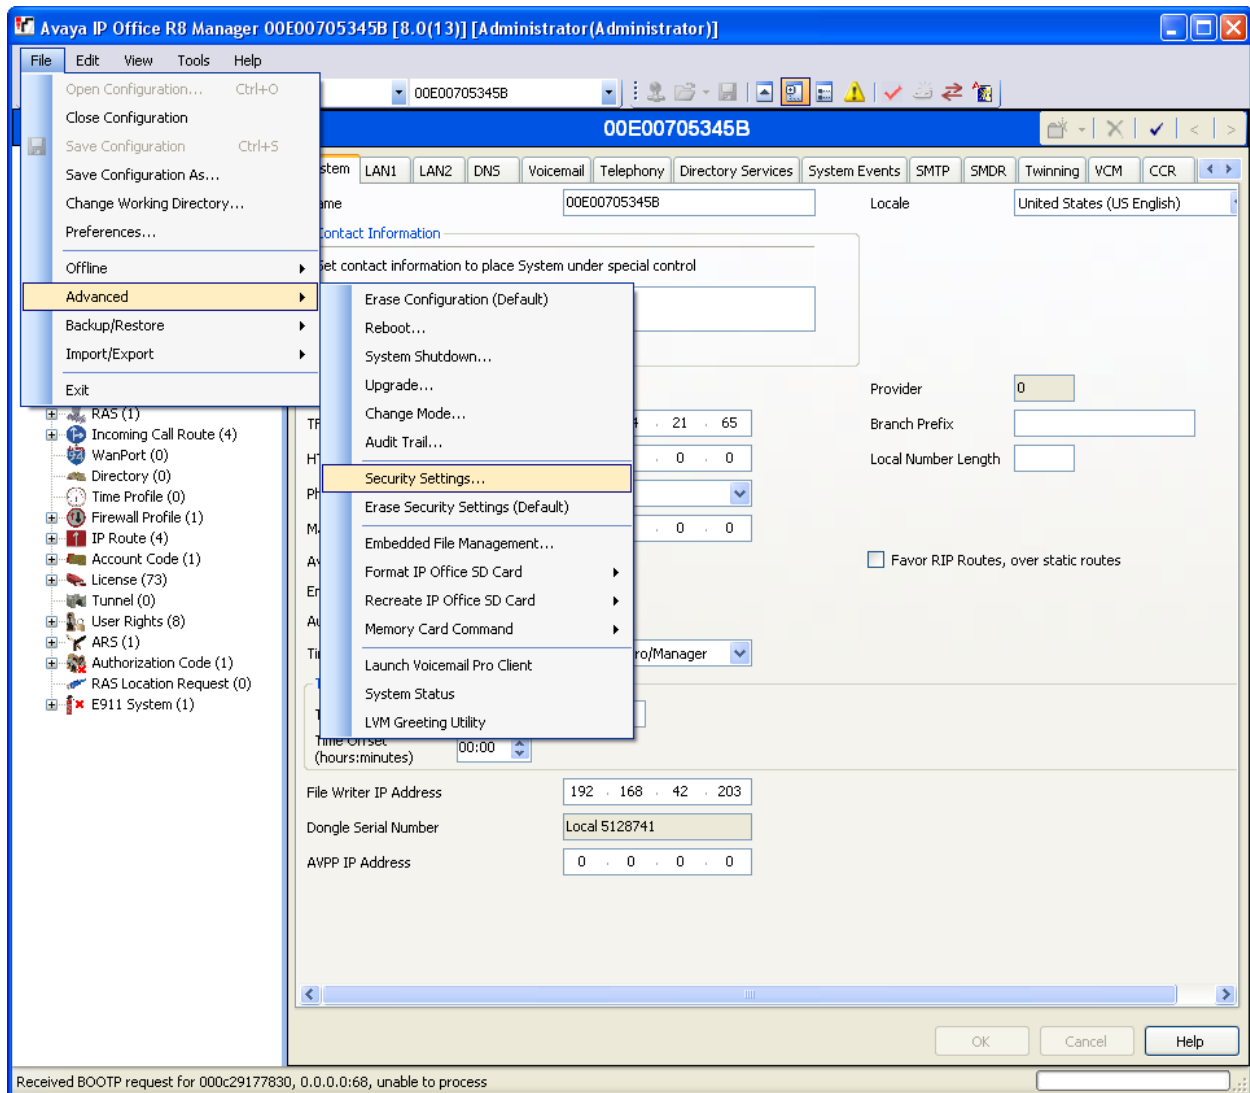 Avaya IP Office R8 Manager 00E00705345B [8.0(13)] [Administrator(Administrator)]
File Edit View Tools Help
Open Configuration... Ctrl+O
Close Configuration
Save Configuration Ctrl+S
Save Configuration As...
Change Working Directory...
Preferences...
Offline
Advanced
Backup/Restore
Import/Export
Exit
00E00705345B
00E00705345B
stem LAN1 LAN2 DNS Voicemail Telephony Directory Services System Events SMTP SMDR Twinning VCM CCR
ame 00E00705345B Locale United States (US English)
Contact Information
Set contact information to place System under special control
Erase Configuration (Default)
Reboot...
System Shutdown...
Upgrade...
Change Mode...
Audit Trail...
Security Settings...
Erase Security Settings (Default)
Embedded File Management...
Format IP Office SD Card
Recreate IP Office SD Card
Memory Card Command
Launch Voicemail Pro Client
System Status
LVM Greeting Utility
Provider 0
Branch Prefix
Local Number Length
Favor RIP Routes, over static routes
. 21 . 65
. 0 . 0
. 0 . 0
ro/Manager
RAS (1)
Incoming Call Route (4)
WanPort (0)
Directory (0)
Time Profile (0)
Firewall Profile (1)
IP Route (4)
Account Code (1)
License (73)
Tunnel (0)
User Rights (8)
ARS (1)
Authorization Code (1)
RAS Location Request (0)
E911 System (1)
Time Offset
(hours:minutes) 00:00
File Writer IP Address 192 . 168 . 42 . 203
Dongle Serial Number Local 5128741
AVPP IP Address 0 . 0 . 0 . 0
OK Cancel Help
Received BOOTP request for 000c29177830, 0.0.0.0:68, unable to process